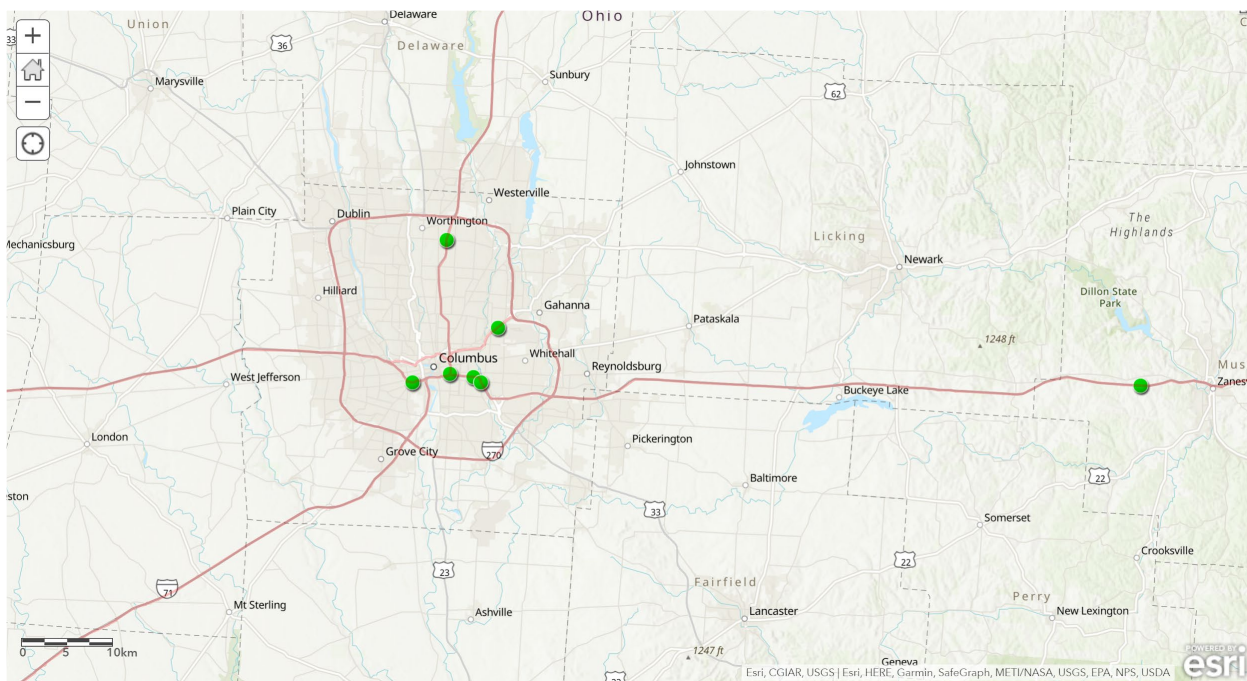 Ohio
Delaware
Union
33
36
Delaware
+
Sunbury
Marysville
62
−
Johnstown
Westerville
Plain City
Dublin
Worthington
The
Highlands
Mechanicsburg
Licking
Newark
Hilliard
Dillon State
Park
Gahanna
Pataskala
1248 ft
Columbus
Whitehall
Reynoldsburg
Mus
West Jefferson
Buckeye Lake
Zanes
London
Pickerington
Grove City
270
Baltimore
22
eston
33
Somerset
Crooksville
22
23
Fairfield
71
Perry
Mt Sterling
Ashville
Lancaster
New Lexington
0 5 10km
1247 ft
Geneva
POWERED BY
esri
Esri, CGIAR, USGS | Esri, HERE, Garmin, SafeGraph, METI/NASA, USGS, EPA, NPS, USDA